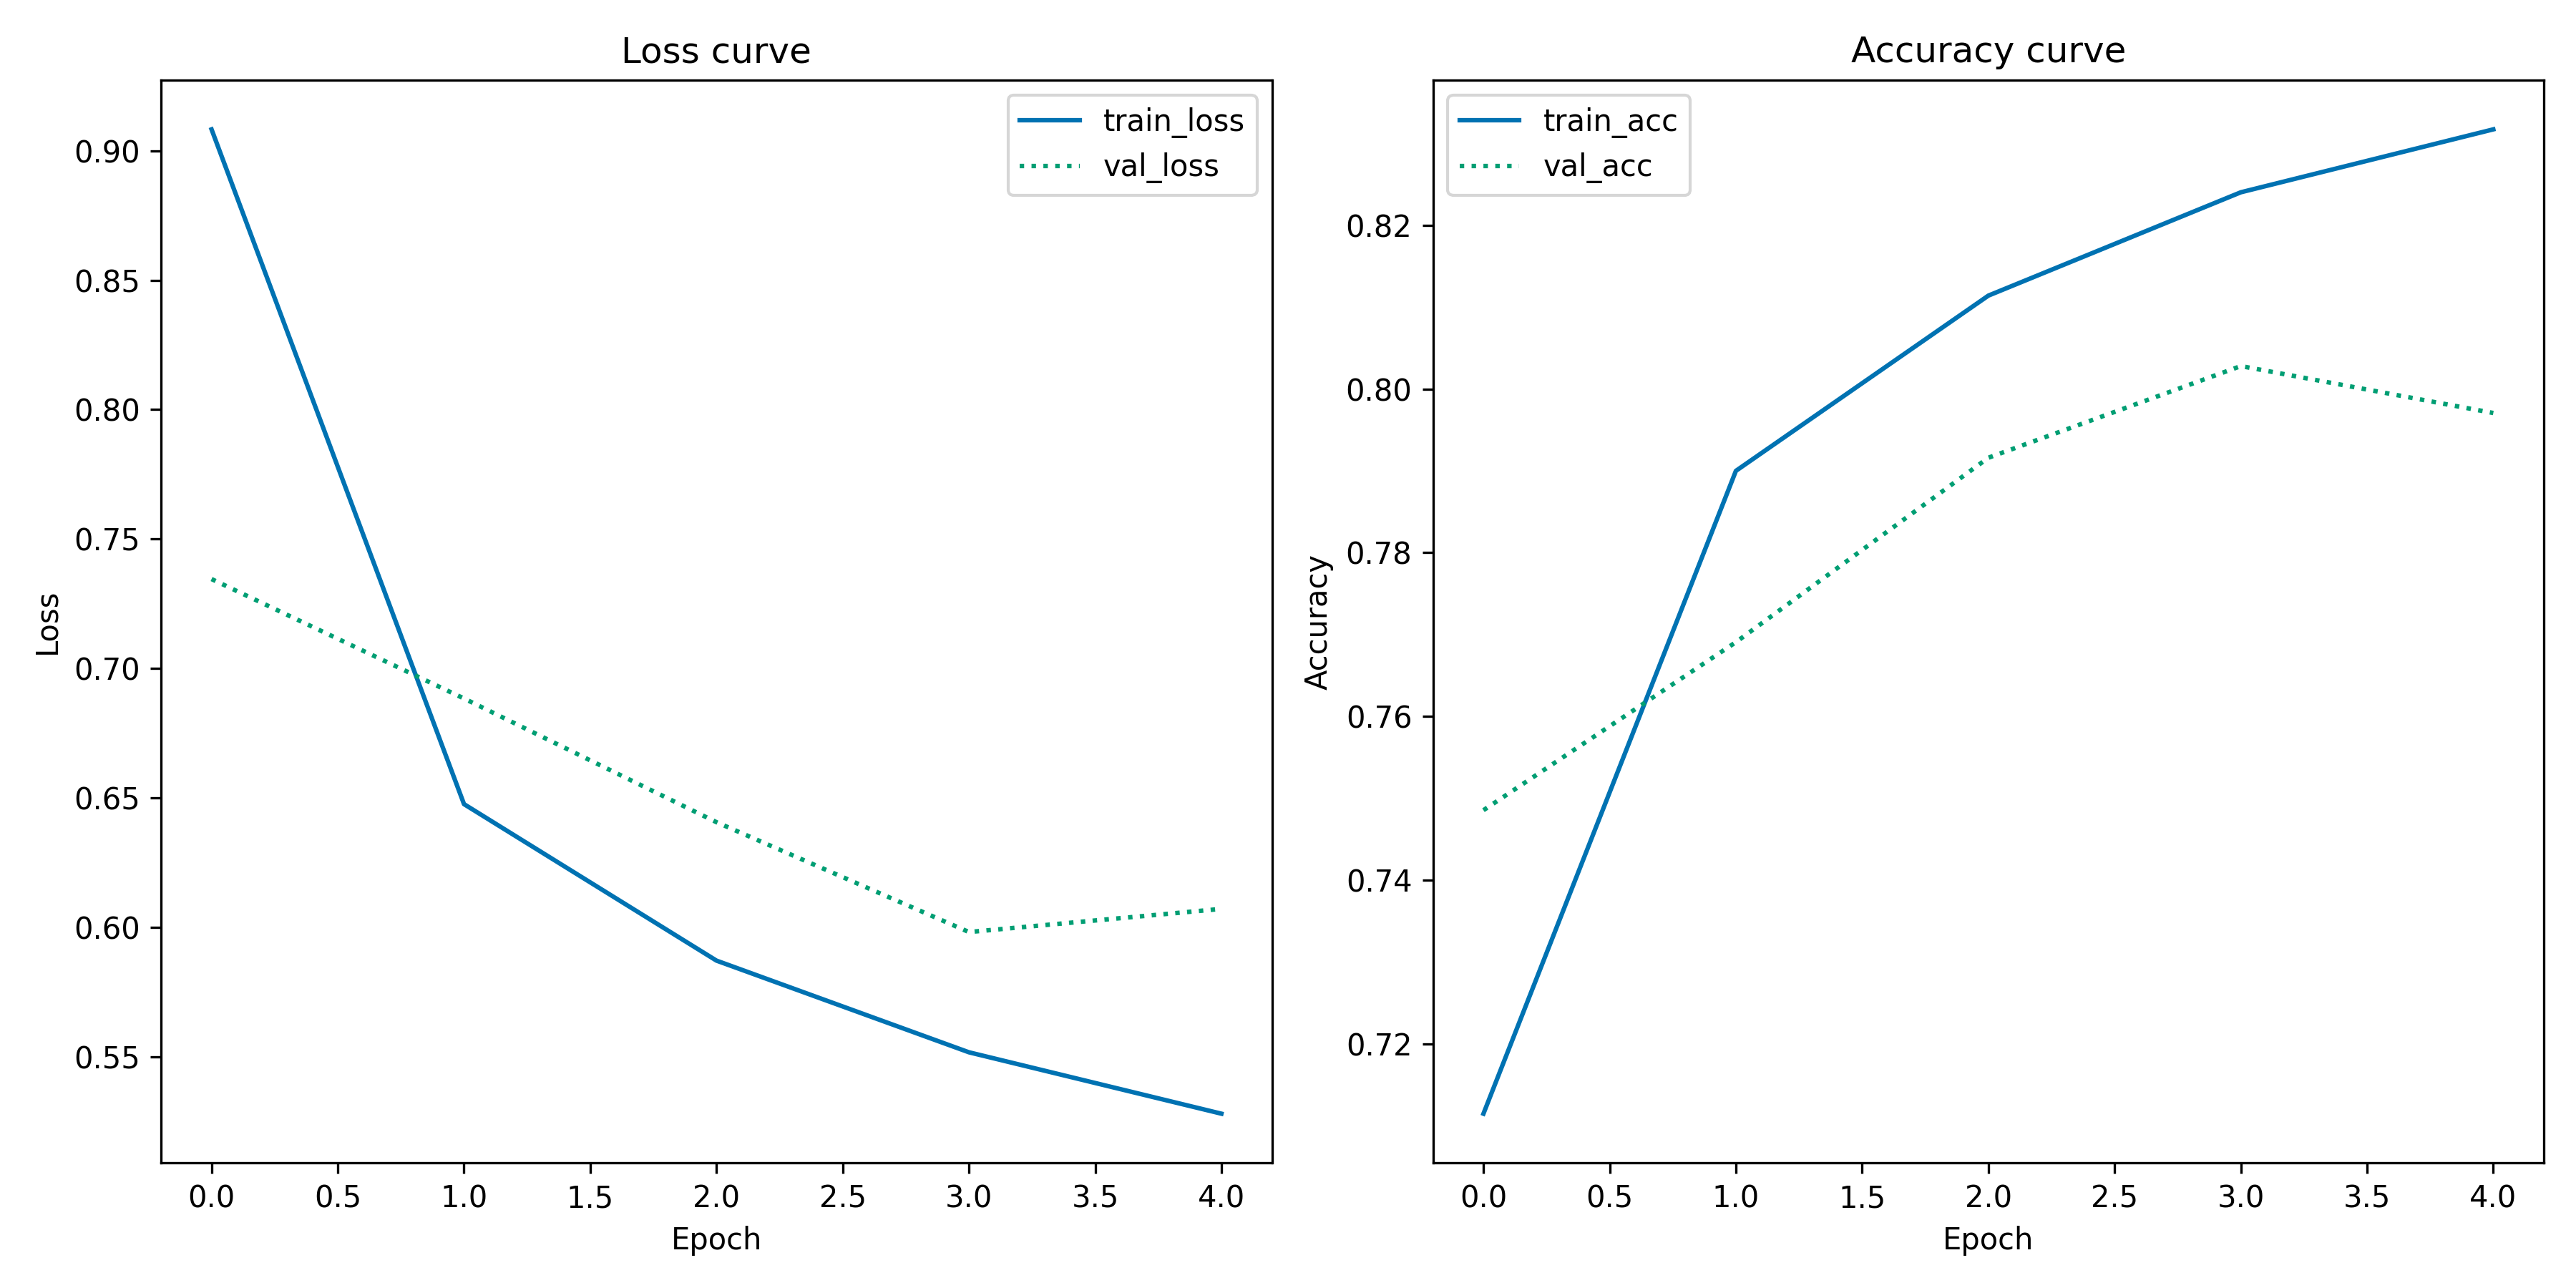 Loss curve
train_loss
val_loss
0.90
0.85
0.80
0.75
0.70
0.65
0.60
0.55
Loss
0.0 0.5 1.0 1.5 2.0 2.5 3.0 3.5 4.0
Epoch
Accuracy curve
train_acc
val_acc
0.82
0.80
0.78
0.76
0.74
0.72
Accuracy
0.0 0.5 1.0 1.5 2.0 2.5 3.0 3.5 4.0
Epoch